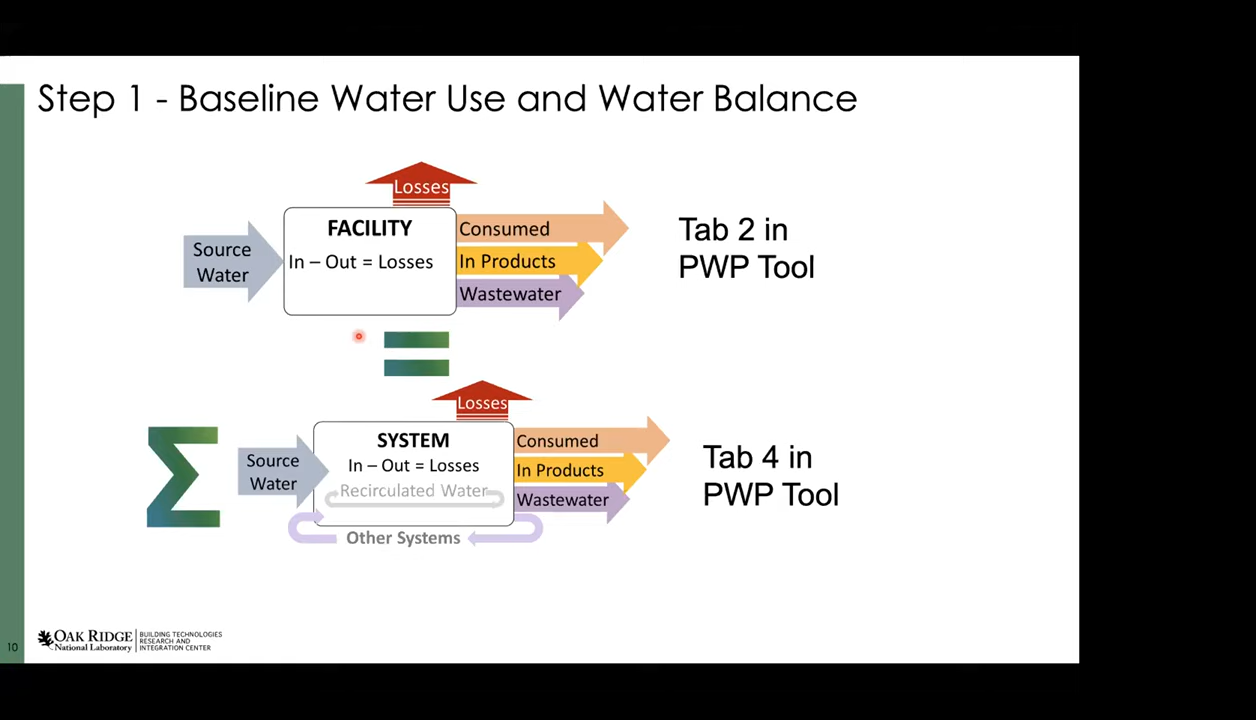 Step 1 - Baseline Water Use and Water Balance
Losses
FACILITY
In – Out = Losses
Source
Water
Consumed
In Products
Wastewater
Tab 2 in
PWP Tool
Losses
Σ
Source
Water
SYSTEM
In – Out = Losses
Recirculated Water
Other Systems
Consumed
In Products
Wastewater
Tab 4 in
PWP Tool
10
OAK RIDGE
National Laboratory
BUILDING TECHNOLOGIES
RESEARCH AND
INTEGRATION CENTER